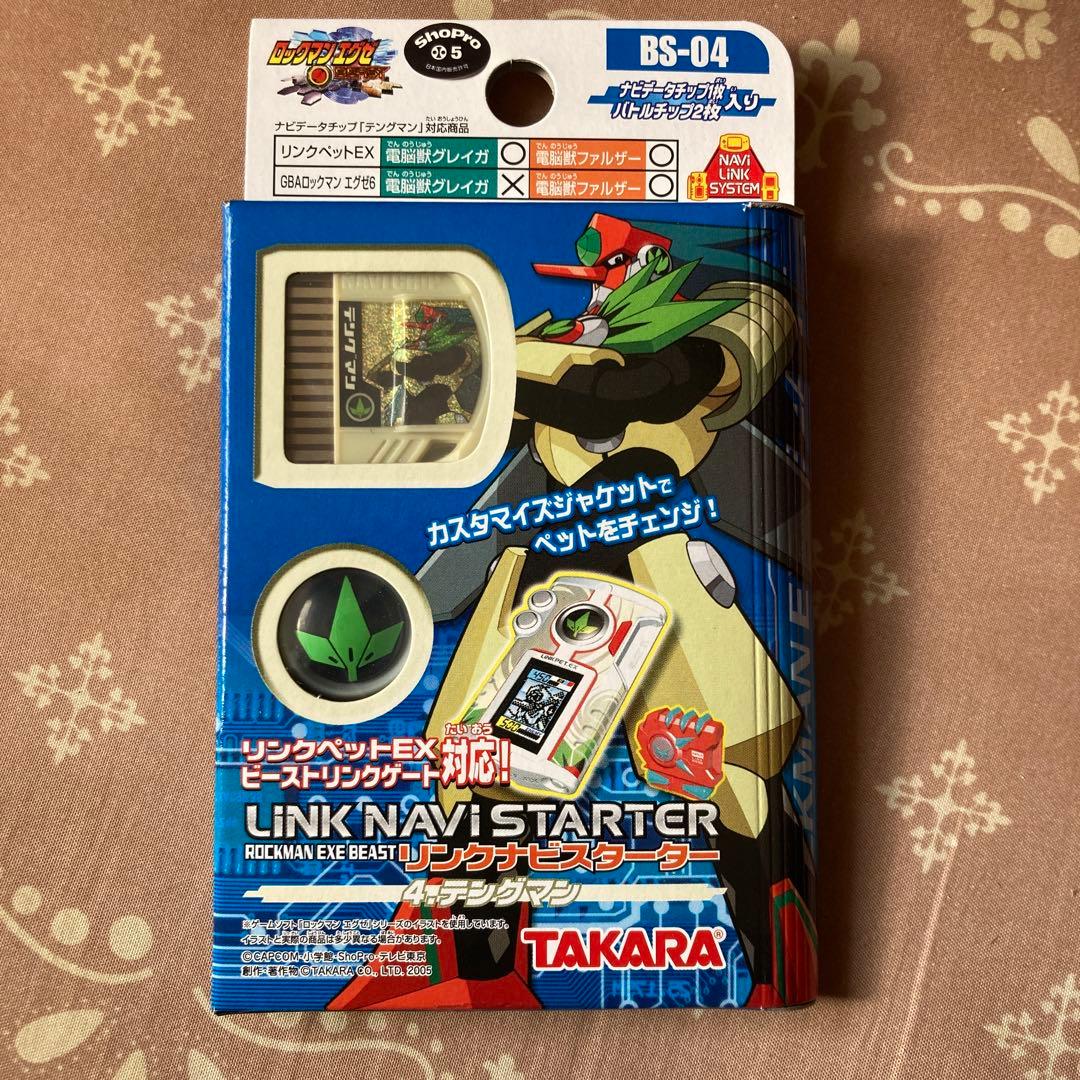 ロックマン エグゼ
BEAST
ShoPro
5
日本国内販売許可
BS-04
ナビデータチップ1枚
バトルチップ2枚入り
ナビデータチップ「テングマン」対応商品
リンクペットEX 電脳獣グレイガ ○ 電脳獣ファルザー ○
GBAロックマン エグゼ6 電脳獣グレイガ × 電脳獣ファルザー ○
NAVi LiNK SYSTEM
テングマン
カスタマイズジャケットで
ペットをチェンジ!
LiNKPET.EX
リンクペットEX
ビーストリンクゲート対応!
LiNK NAVi STARTER
ROCKMAN EXE BEAST リンクナビスターター
4.テングマン
※ゲームソフト『ロックマン エグゼ』シリーズのイラストを使用しています。
イラストと実際の商品は多少異なる場合があります。
©CAPCOM・小学館・ShoPro・テレビ東京
創作・著作物©TAKARA CO., LTD. 2005
TAKARA®